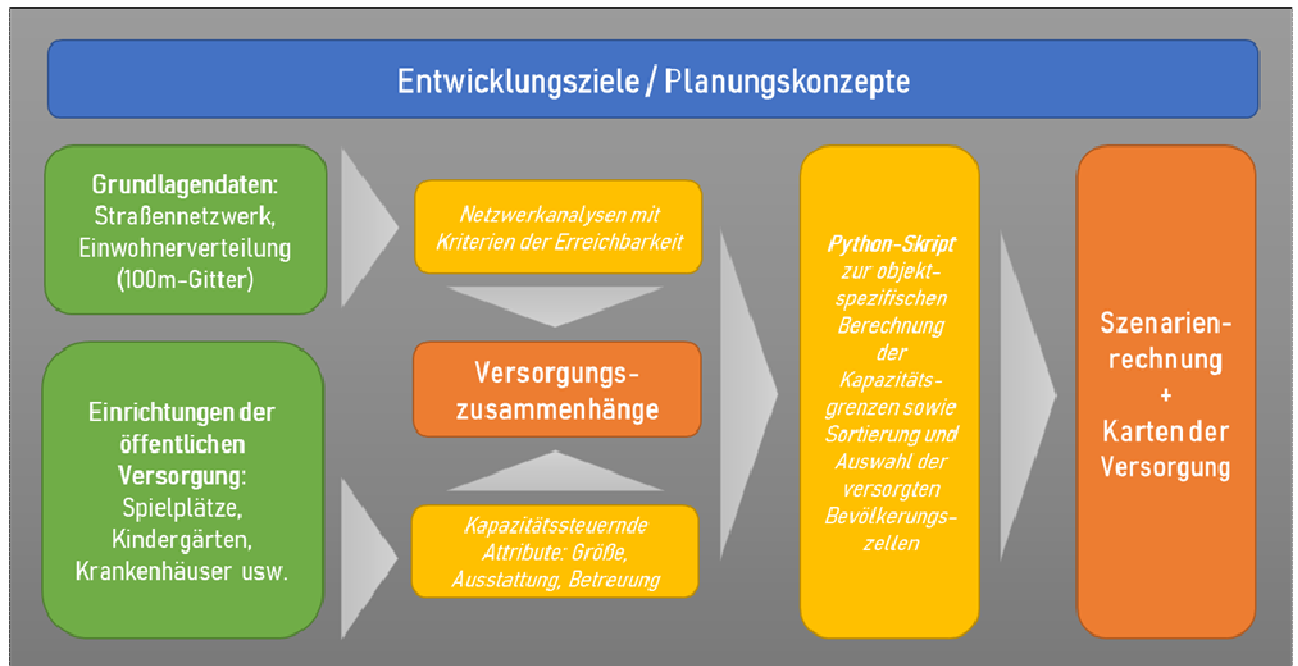 Entwicklungsziele / Planungskonzepte
Grundlagendaten:
Straßennetzwerk,
Einwohnerverteilung
(100m-Gitter)
Einrichtungen der
öffentlichen
Versorgung:
Spielplätze,
Kindergärten,
Krankenhäuser usw.
Netzwerkanalysen mit
Kriterien der Erreichbarkeit
Versorgungs-
zusammenhänge
Kapazitätssteuernde
Attribute: Größe,
Ausstattung, Betreuung
Python-Skript
zur objekt-
spezifischen
Berechnung
der
Kapazitäts-
grenzen sowie
Sortierung und
Auswahl der
versorgten
Bevölkerungs-
zellen
Szenarien-
rechnung
+
Karten der
Versorgung